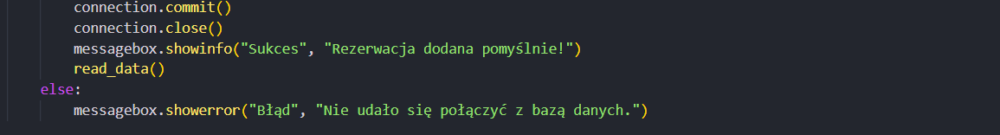 connection.commit()
connection.close()
messagebox.showinfo("Sukces", "Rezerwacja dodana pomyślnie!")
read_data()
else:
messagebox.showerror("Błąd", "Nie udało się połączyć z bazą danych.")